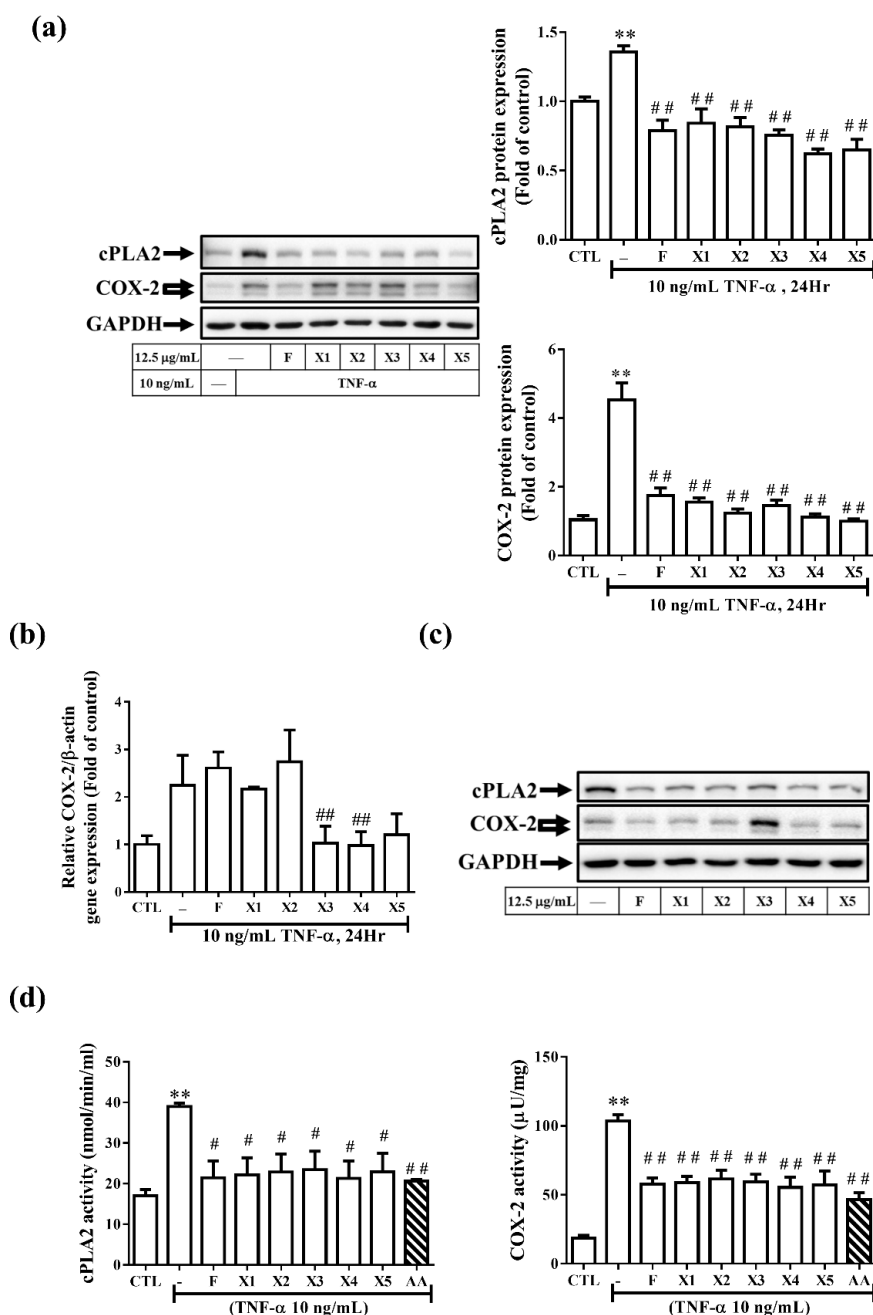 (a)
cPLA2
COX-2
GAPDH
12.5 μg/mL — F X1 X2 X3 X4 X5
10 ng/mL — TNF-α
cPLA2 protein expression
(Fold of control)
1.5
1.0
0.5
0.0
**
## ## ## ## ## ##
CTL – F X1 X2 X3 X4 X5
10 ng/mL TNF-α , 24Hr
COX-2 protein expression
(Fold of control)
6
4
2
0
**
## ## ## ## ## ##
CTL – F X1 X2 X3 X4 X5
10 ng/mL TNF-α, 24Hr
(b)
Relative COX-2/β-actin
gene expression (Fold of control)
4
3
2
1
0
## ##
CTL – F X1 X2 X3 X4 X5
10 ng/mL TNF-α, 24Hr
(c)
cPLA2
COX-2
GAPDH
12.5 μg/mL — F X1 X2 X3 X4 X5
(d)
cPLA2 activity (nmol/min/ml)
50
40
30
20
10
0
**
# # # # # # ##
CTL - F X1 X2 X3 X4 X5 AA
(TNF-α 10 ng/mL)
COX-2 activity (μU/mg)
150
100
50
0
**
## ## ## ## ## ## ##
CTL - F X1 X2 X3 X4 X5 AA
(TNF-α 10 ng/mL)